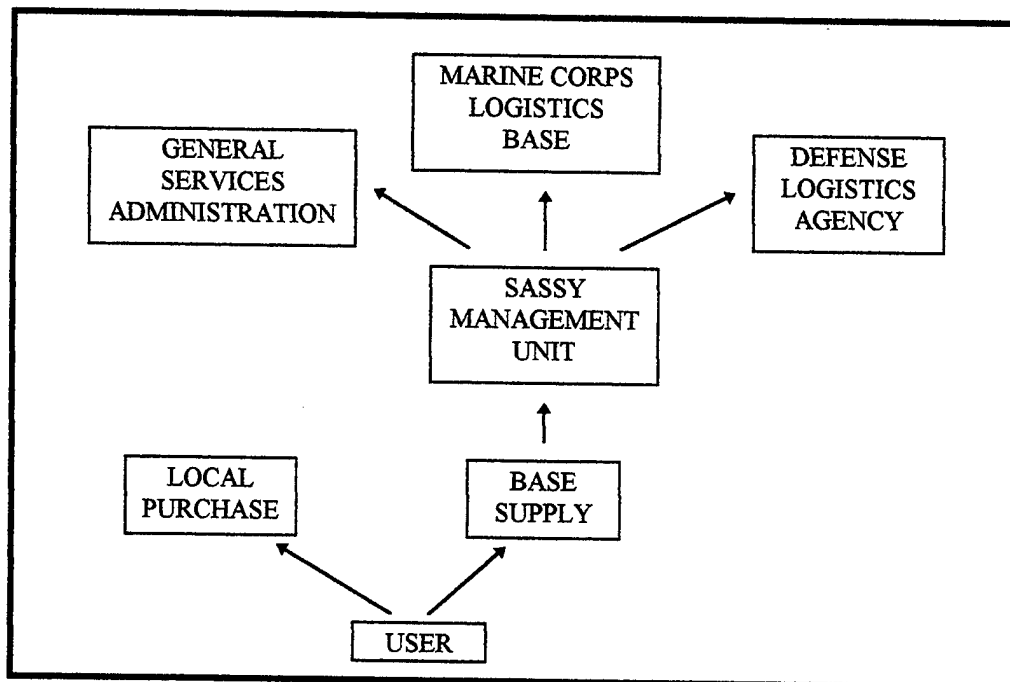 MARINE CORPS
LOGISTICS
BASE
GENERAL
SERVICES
ADMINISTRATION
DEFENSE
LOGISTICS
AGENCY
SASSY
MANAGEMENT
UNIT
LOCAL
PURCHASE
BASE
SUPPLY
USER